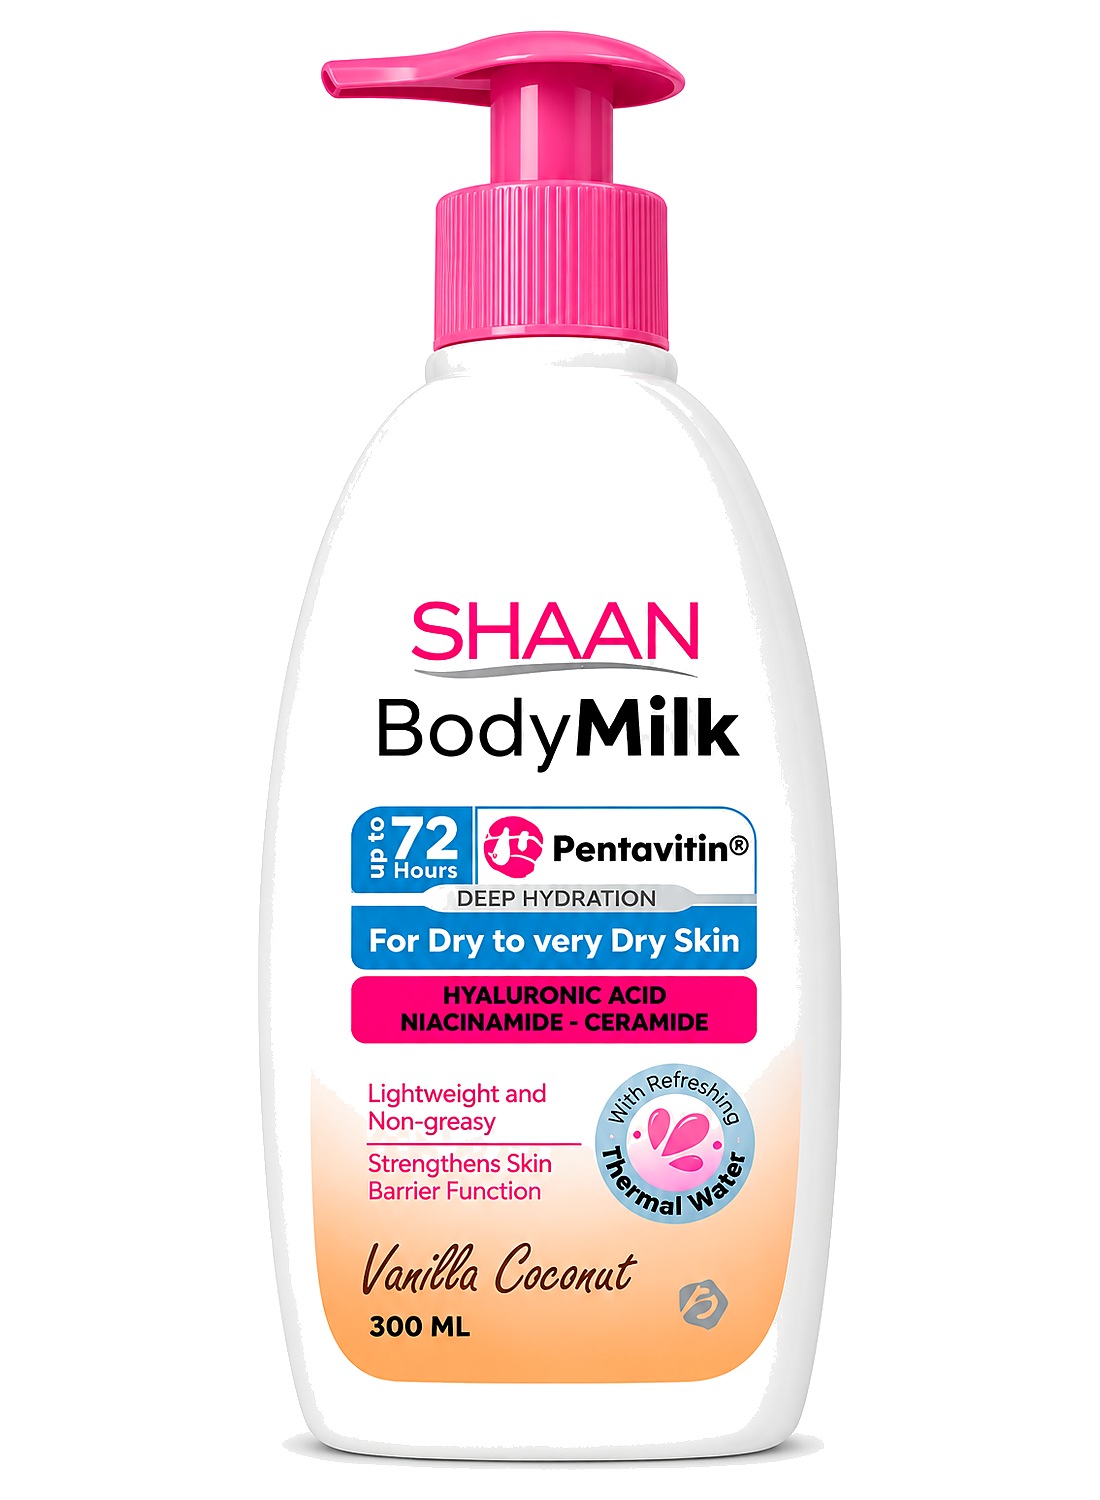 SHAAN
BodyMilk
up to 72 Hours
Pentavitin®
DEEP HYDRATION
For Dry to very Dry Skin
HYALURONIC ACID
NIACINAMIDE - CERAMIDE
Lightweight and
Non-greasy
Strengthens Skin
Barrier Function
With Refreshing
Thermal Water
Vanilla Coconut
300 ML